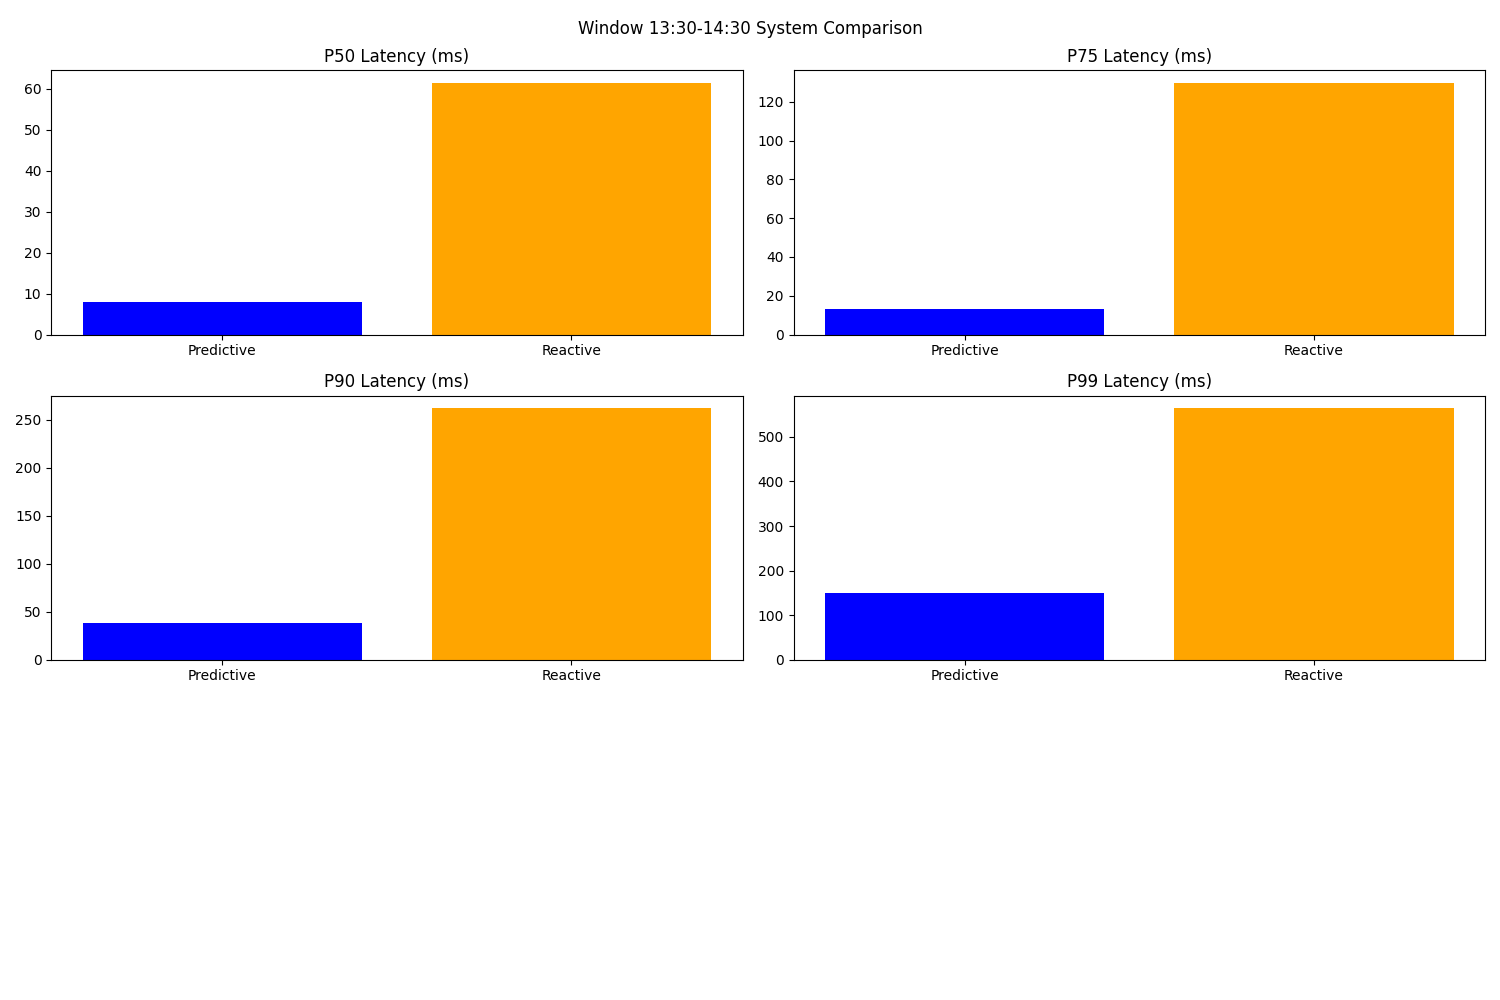 Window 13:30-14:30 System Comparison
P50 Latency (ms)
60
50
40
30
20
10
0
Predictive Reactive
P75 Latency (ms)
120
100
80
60
40
20
0
Predictive Reactive
P90 Latency (ms)
250
200
150
100
50
0
Predictive Reactive
P99 Latency (ms)
500
400
300
200
100
0
Predictive Reactive